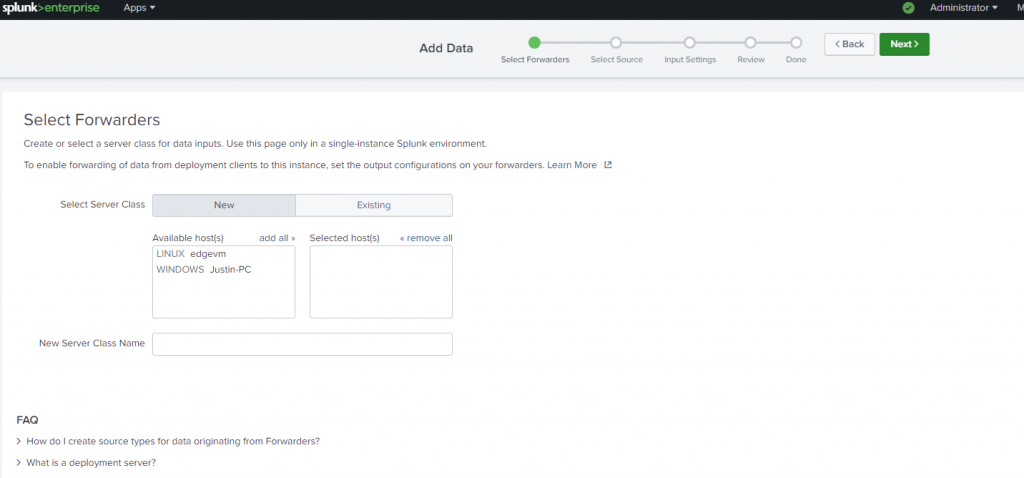 splunk>enterprise Apps Administrator M
Add Data
Select Forwarders Select Source Input Settings Review Done
< Back Next >
Select Forwarders
Create or select a server class for data inputs. Use this page only in a single-instance Splunk environment.
To enable forwarding of data from deployment clients to this instance, set the output configurations on your forwarders. Learn More
Select Server Class New Existing
Available host(s) add all » Selected host(s) « remove all
LINUX edgevm
WINDOWS Justin-PC
New Server Class Name
FAQ
> How do I create source types for data originating from Forwarders?
> What is a deployment server?